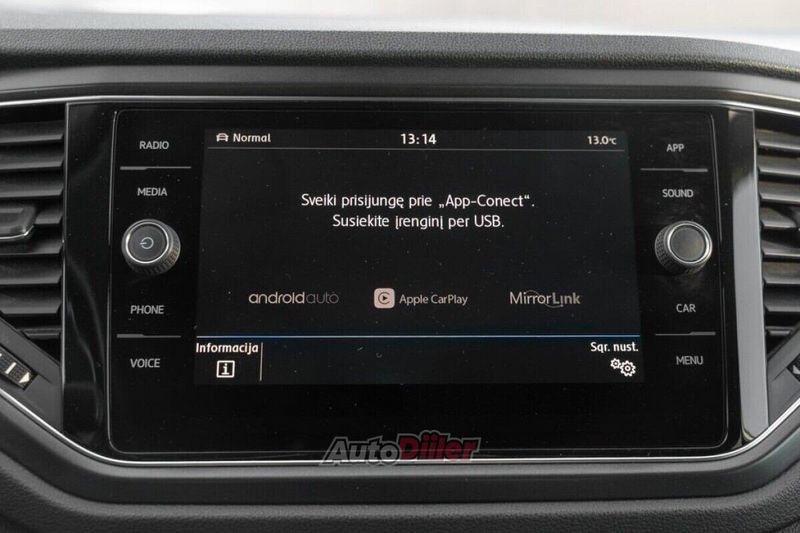 RADIO
MEDIA
PHONE
VOICE
Normal
13:14
13.0°C
Sveiki prisijungę prie „App-Conect“.
Susiekite įrenginį per USB.
androidauto
Apple CarPlay
MirrorLink
Informacija
i
Sąr. nust.
APP
SOUND
CAR
MENU
AutoDiiler